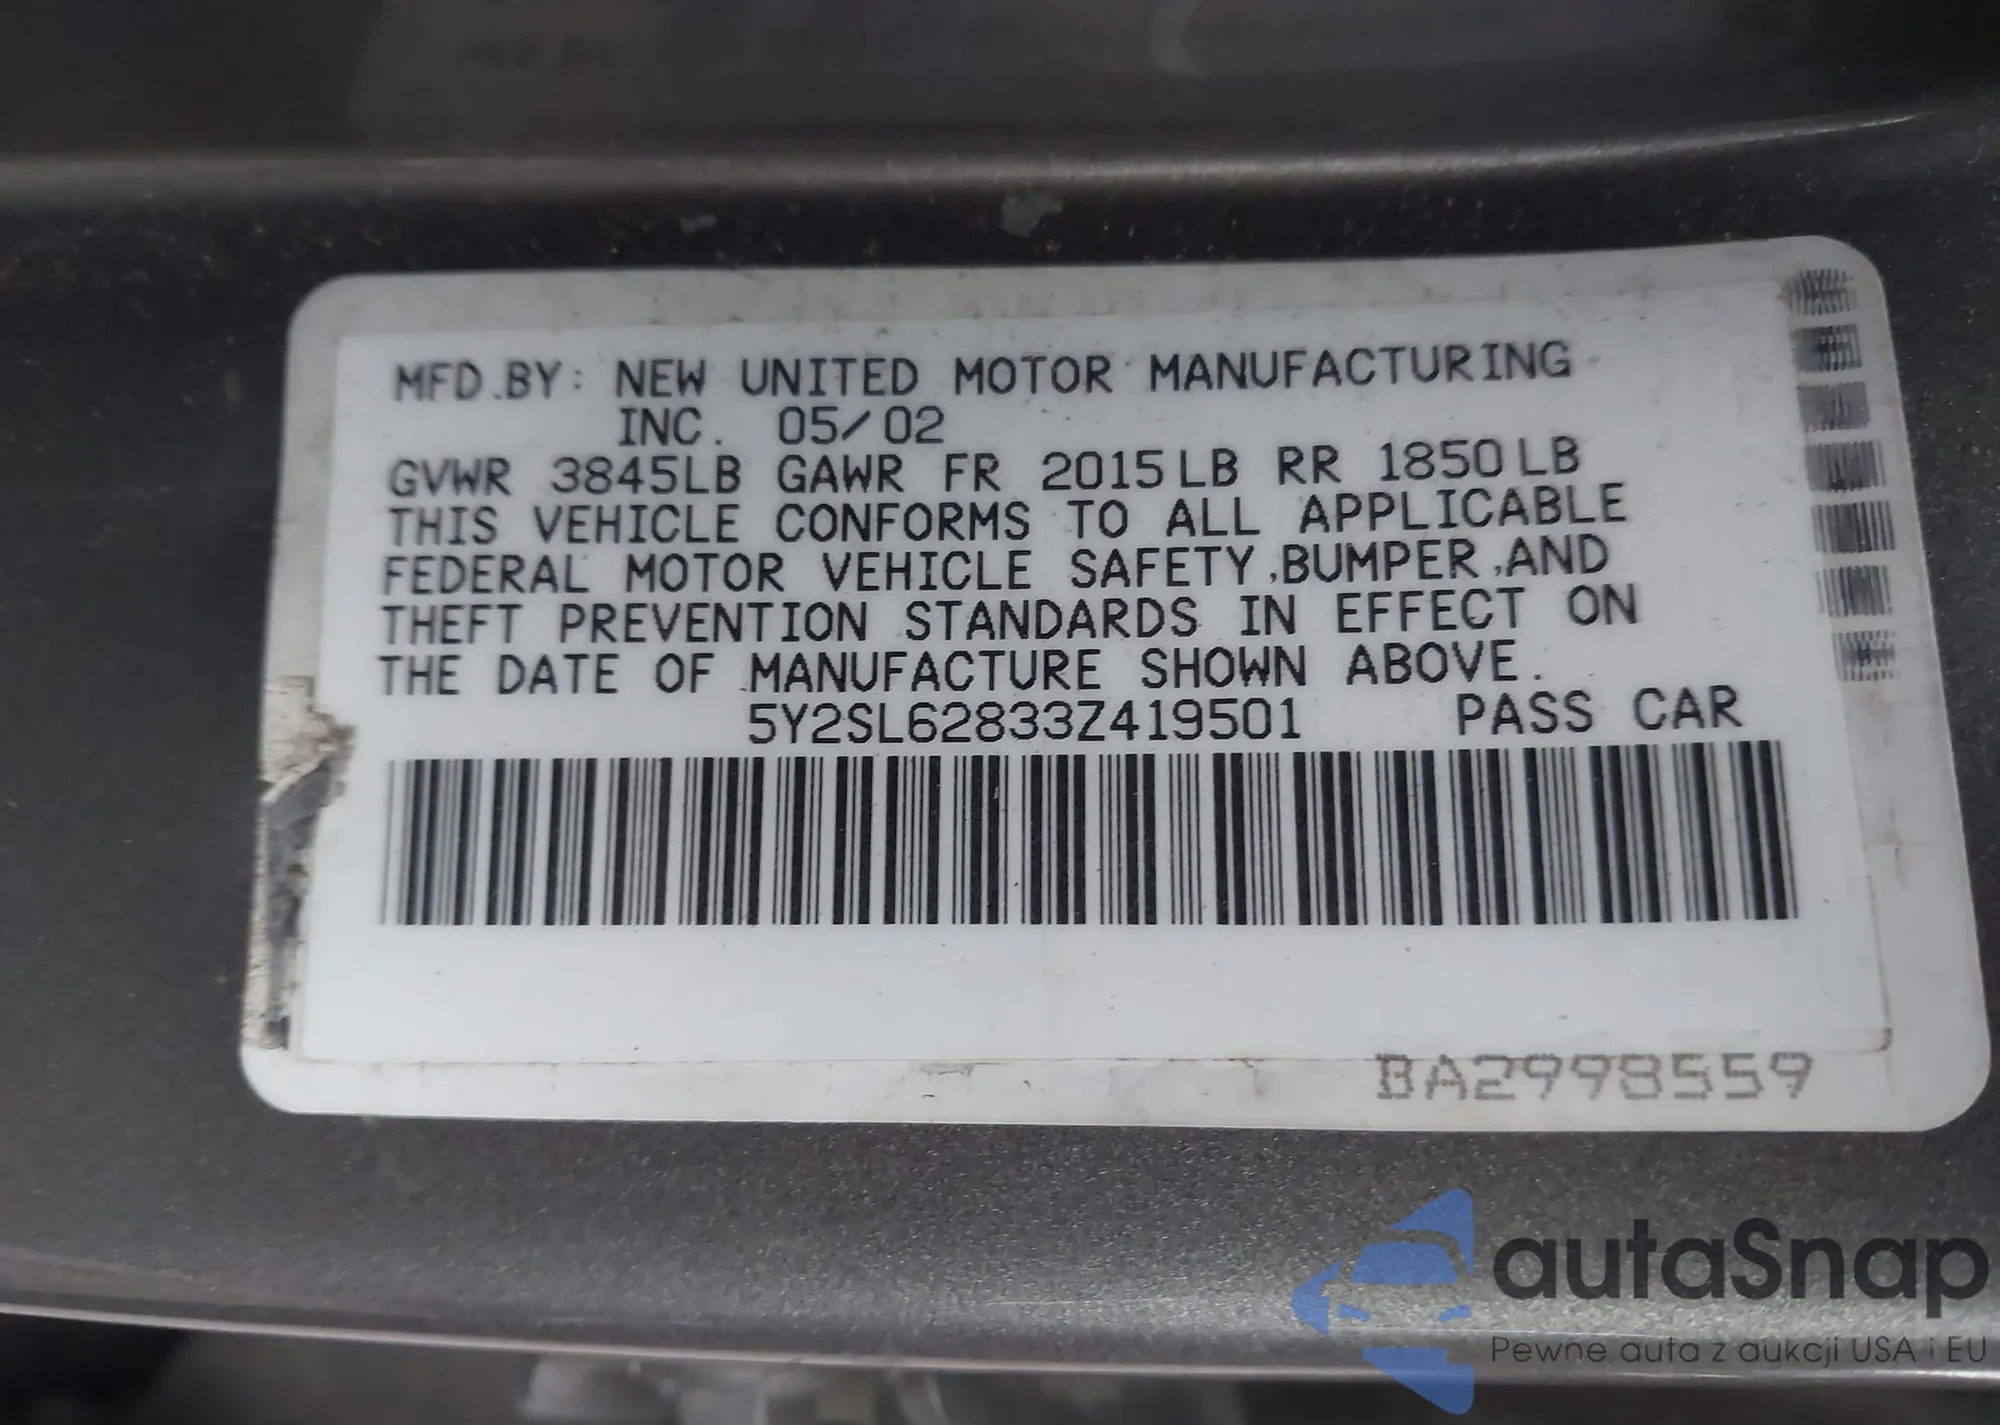 MFD.BY: NEW UNITED MOTOR MANUFACTURING
INC. 05/02
GVWR 3845LB GAWR FR 2015LB RR 1850LB
THIS VEHICLE CONFORMS TO ALL APPLICABLE
FEDERAL MOTOR VEHICLE SAFETY,BUMPER,AND
THEFT PREVENTION STANDARDS IN EFFECT ON
THE DATE OF MANUFACTURE SHOWN ABOVE.
5Y2SL62833Z419501 PASS CAR
BA2998559
autaSnap
Pewne auta z aukcji USA i EU